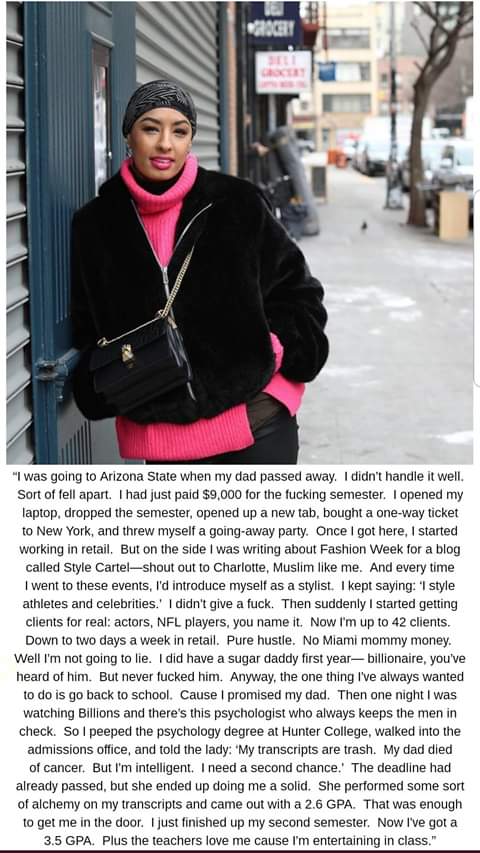 DELI
GROCERY
DELI
GROCERY
“I was going to Arizona State when my dad passed away.  I didn’t handle it well.
Sort of fell apart.  I had just paid $9,000 for the fucking semester.  I opened my
laptop, dropped the semester, opened up a new tab, bought a one-way ticket
to New York, and threw myself a going-away party.  Once I got here, I started
working in retail.  But on the side I was writing about Fashion Week for a blog
called Style Cartel—shout out to Charlotte, Muslim like me.  And every time
I went to these events, I’d introduce myself as a stylist.  I kept saying: ‘I style
athletes and celebrities.’  I didn’t give a fuck.  Then suddenly I started getting
clients for real: actors, NFL players, you name it.  Now I’m up to 42 clients.
Down to two days a week in retail.  Pure hustle.  No Miami mommy money.
Well I’m not going to lie.  I did have a sugar daddy first year— billionaire, you’ve
heard of him.  But never fucked him.  Anyway, the one thing I’ve always wanted
to do is go back to school.  Cause I promised my dad.  Then one night I was
watching Billions and there’s this psychologist who always keeps the men in
check.  So I peeped the psychology degree at Hunter College, walked into the
admissions office, and told the lady: ‘My transcripts are trash.  My dad died
of cancer.  But I’m intelligent.  I need a second chance.’  The deadline had
already passed, but she ended up doing me a solid.  She performed some sort
of alchemy on my transcripts and came out with a 2.6 GPA.  That was enough
to get me in the door.  I just finished up my second semester.  Now I’ve got a
3.5 GPA.  Plus the teachers love me cause I’m entertaining in class.”